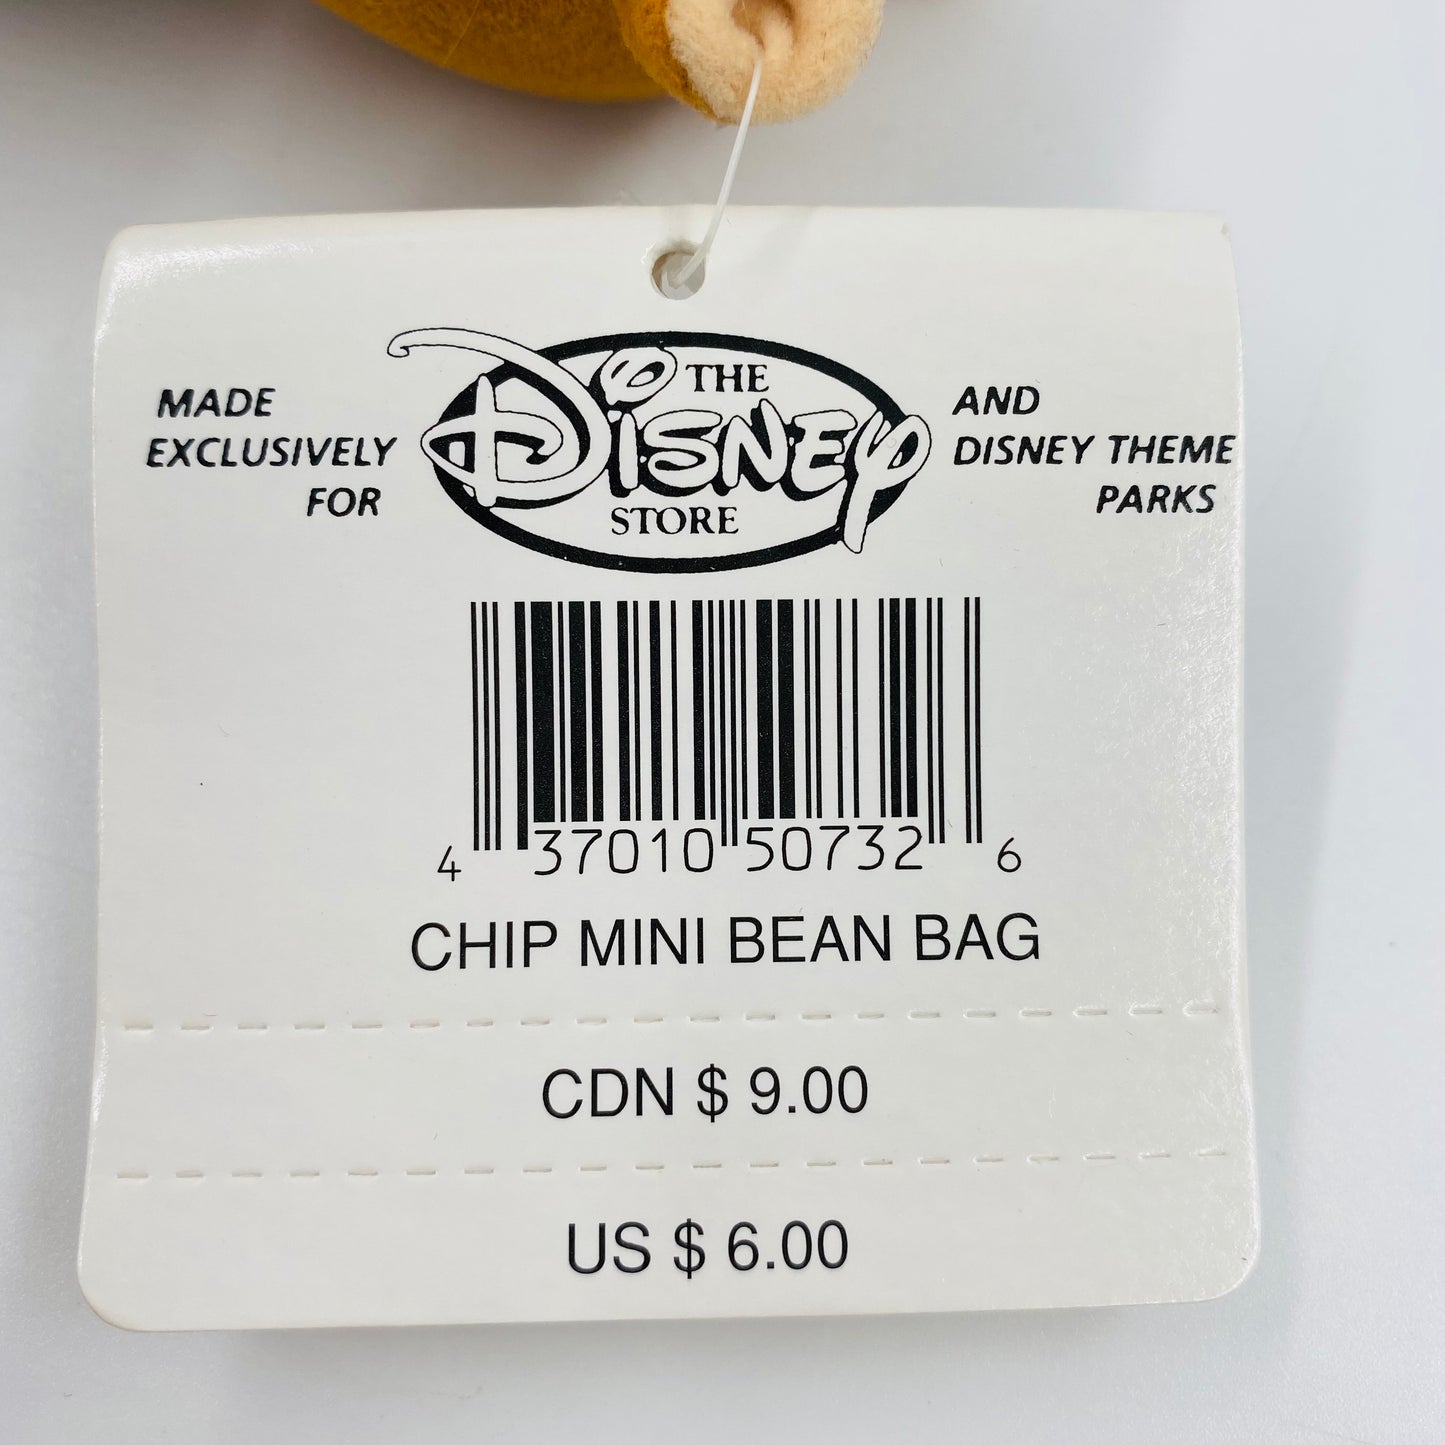 MADE
EXCLUSIVELY
FOR
THE
DISNEY
STORE
AND
DISNEY THEME
PARKS
4 37010 50732 6
CHIP MINI BEAN BAG
CDN $ 9.00
US $ 6.00